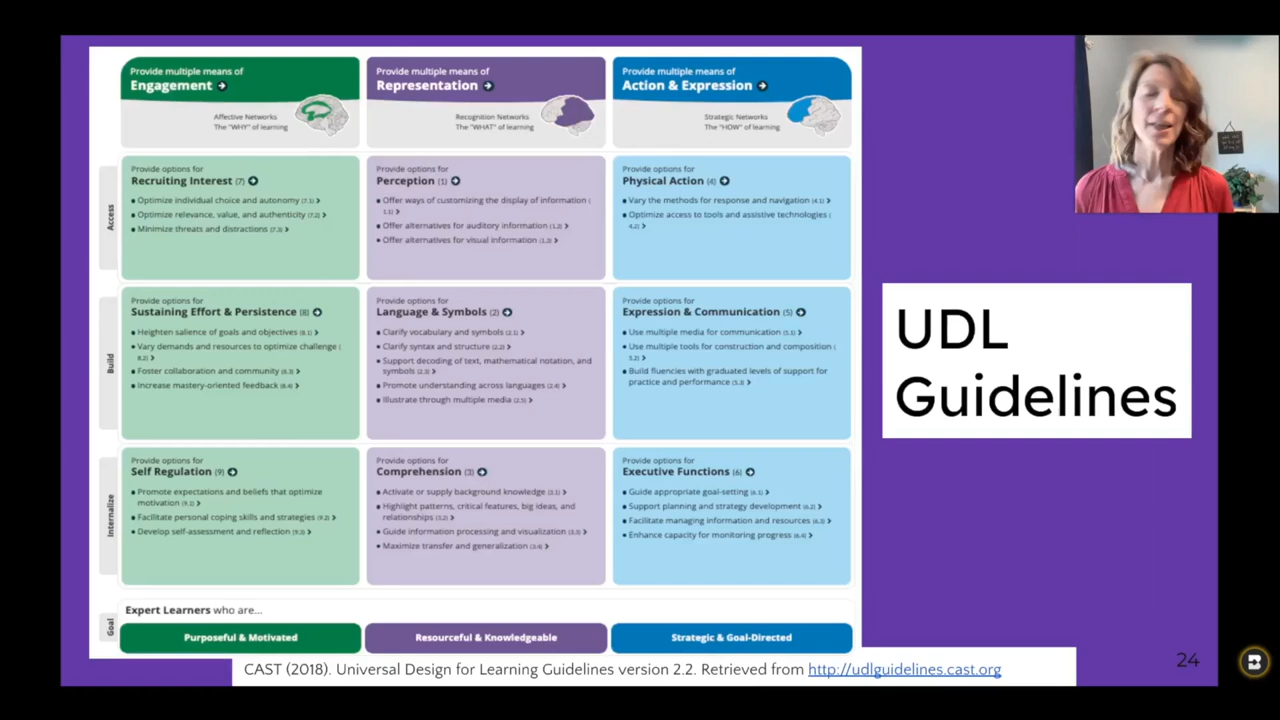 Provide multiple means of
Engagement
Affective Networks
The "WHY" of learning
Provide multiple means of
Representation
Recognition Networks
The "WHAT" of learning
Provide multiple means of
Action & Expression
Strategic Networks
The "HOW" of learning
Access
Provide options for
Recruiting Interest (7)
• Optimize individual choice and autonomy (7.1) >
• Optimize relevance, value, and authenticity (7.2) >
• Minimize threats and distractions (7.3) >
Provide options for
Perception (1)
• Offer ways of customizing the display of information (
1.1) >
• Offer alternatives for auditory information (1.2) >
• Offer alternatives for visual information (1.3) >
Provide options for
Physical Action (4)
• Vary the methods for response and navigation (4.1) >
• Optimize access to tools and assistive technologies (
4.2) >
Build
Provide options for
Sustaining Effort & Persistence (8)
• Heighten salience of goals and objectives (8.1) >
• Vary demands and resources to optimize challenge (
8.2) >
• Foster collaboration and community (8.3) >
• Increase mastery-oriented feedback (8.4) >
Provide options for
Language & Symbols (2)
• Clarify vocabulary and symbols (2.1) >
• Clarify syntax and structure (2.2) >
• Support decoding of text, mathematical notation, and
symbols (2.3) >
• Promote understanding across languages (2.4) >
• Illustrate through multiple media (2.5) >
Provide options for
Expression & Communication (5)
• Use multiple media for communication (5.1) >
• Use multiple tools for construction and composition (
5.2) >
• Build fluencies with graduated levels of support for
practice and performance (5.3) >
Internalize
Provide options for
Self Regulation (9)
• Promote expectations and beliefs that optimize
motivation (9.1) >
• Facilitate personal coping skills and strategies (9.2) >
• Develop self-assessment and reflection (9.3) >
Provide options for
Comprehension (3)
• Activate or supply background knowledge (3.1) >
• Highlight patterns, critical features, big ideas, and
relationships (3.2) >
• Guide information processing and visualization (3.3) >
• Maximize transfer and generalization (3.4) >
Provide options for
Executive Functions (6)
• Guide appropriate goal-setting (6.1) >
• Support planning and strategy development (6.2) >
• Facilitate managing information and resources (6.3) >
• Enhance capacity for monitoring progress (6.4) >
Goal
Expert Learners who are...
Purposeful & Motivated
Resourceful & Knowledgeable
Strategic & Goal-Directed
UDL
Guidelines
CAST (2018). Universal Design for Learning Guidelines version 2.2. Retrieved from http://udlguidelines.cast.org
24
B